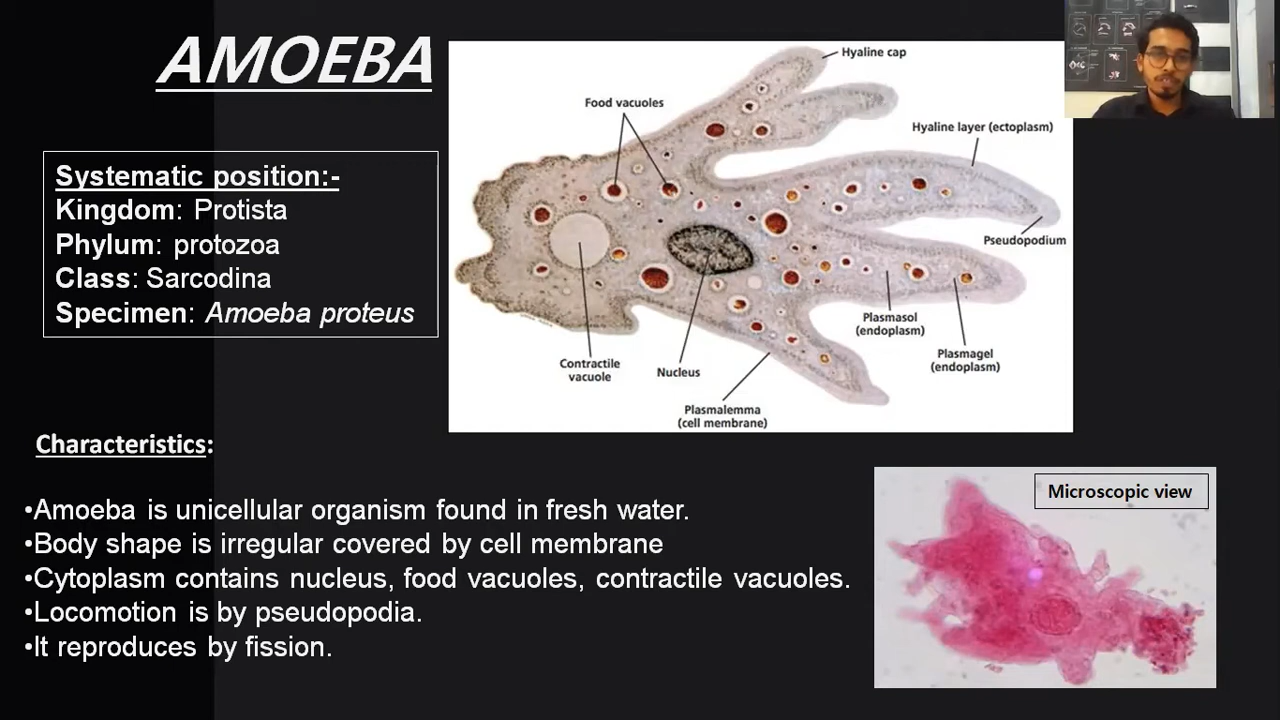 AMOEBA
Systematic position:-
Kingdom: Protista
Phylum: protozoa
Class: Sarcodina
Specimen: Amoeba proteus
Hyaline cap
Food vacuoles
Hyaline layer (ectoplasm)
Pseudopodium
Plasmasol
(endoplasm)
Plasmagel
(endoplasm)
Contractile
vacuole
Nucleus
Plasmalemma
(cell membrane)
Characteristics:
•Amoeba is unicellular organism found in fresh water.
•Body shape is irregular covered by cell membrane
•Cytoplasm contains nucleus, food vacuoles, contractile vacuoles.
•Locomotion is by pseudopodia.
•It reproduces by fission.
Microscopic view